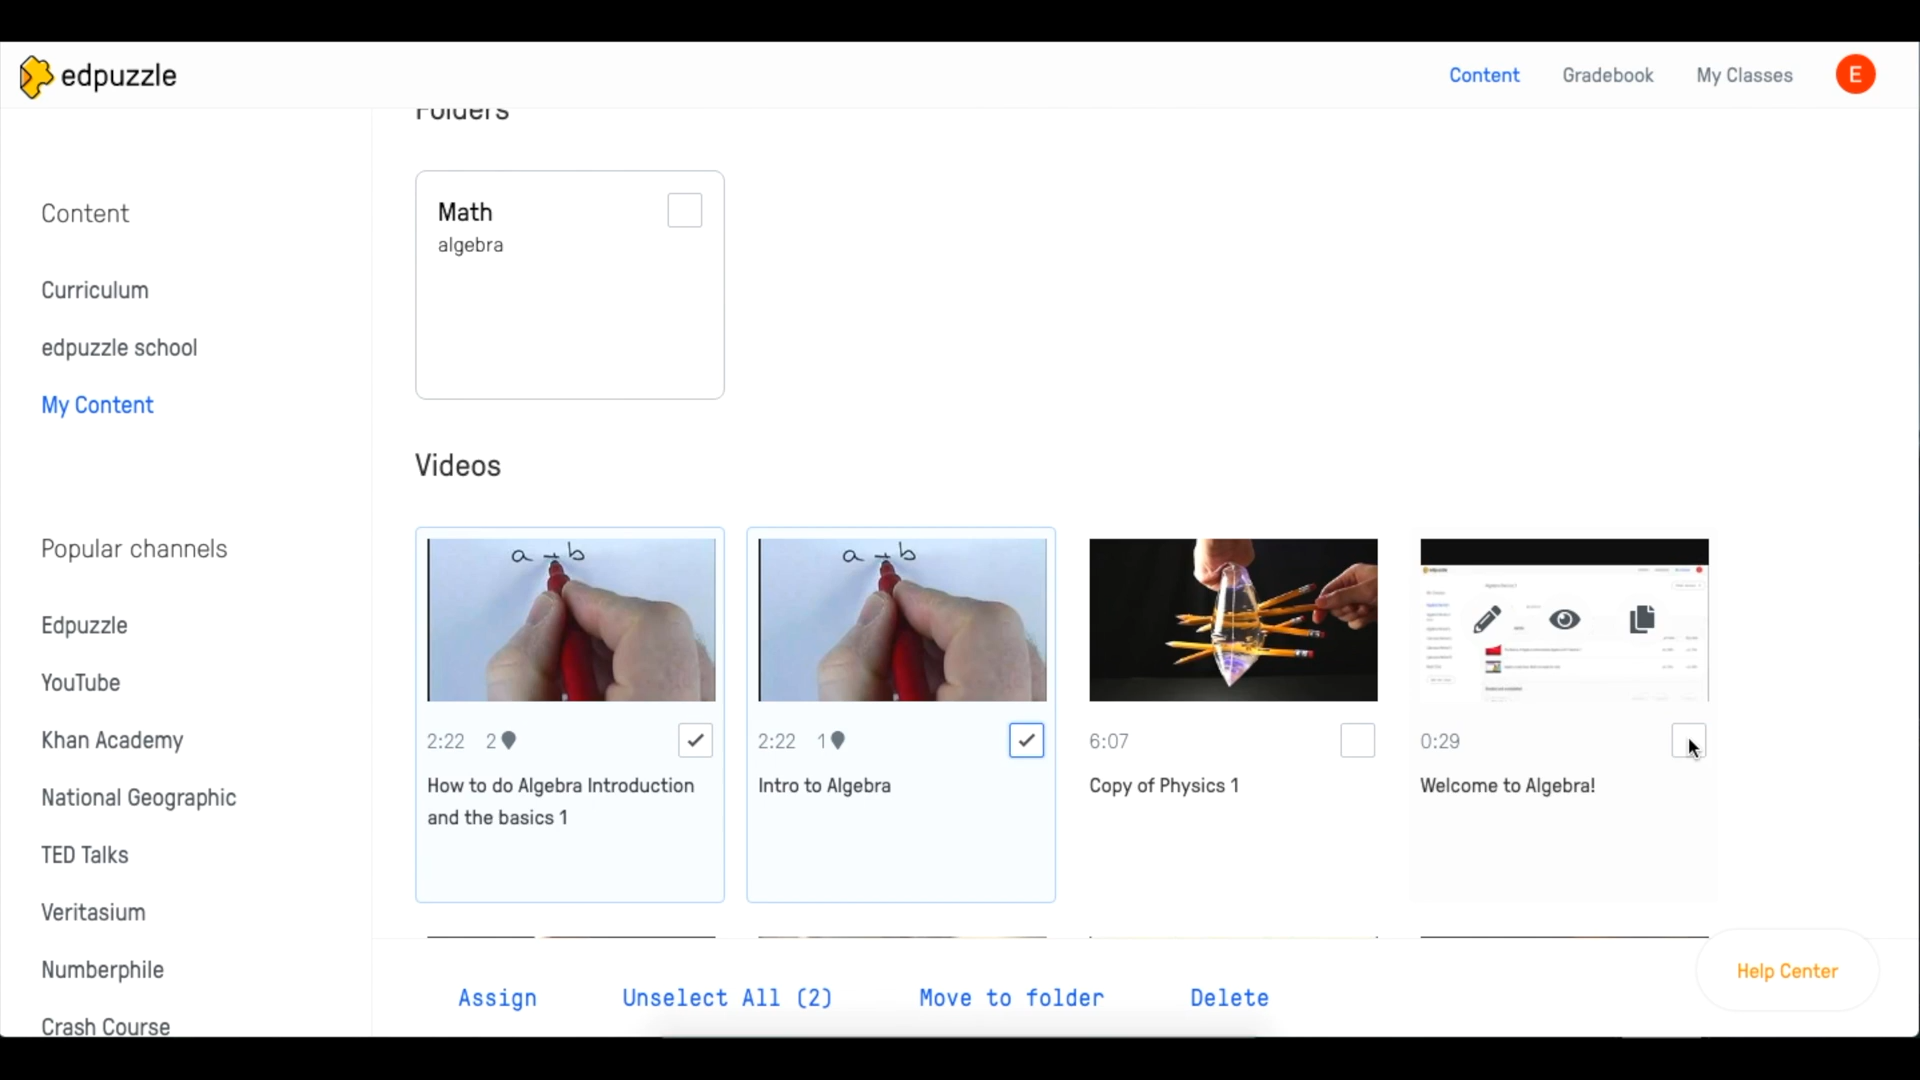 edpuzzle
Content
Gradebook
My Classes
E
Folders
Content
Curriculum
edpuzzle school
My Content
Popular channels
Edpuzzle
YouTube
Khan Academy
National Geographic
TED Talks
Veritasium
Numberphile
Crash Course
Math
algebra
Videos
a + b
2:22 2
How to do Algebra Introduction
and the basics 1
a + b
2:22 1
Intro to Algebra
6:07
Copy of Physics 1
0:29
Welcome to Algebra!
Assign
Unselect All (2)
Move to folder
Delete
Help Center